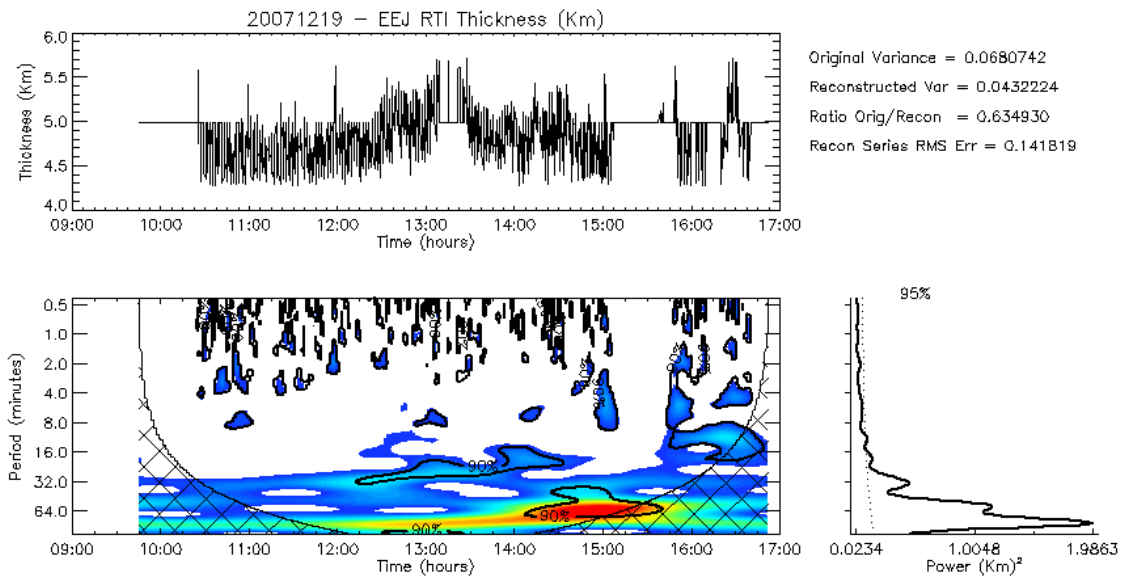 20071219 – EEJ RTI Thickness (Km)
6.0
5.5
5.0
4.5
4.0
Thickness (Km)
09:00 10:00 11:00 12:00 13:00 14:00 15:00 16:00 17:00
Time (hours)
Original Variance = 0.0680742
Reconstructed Var = 0.0432224
Ratio Orig/Recon = 0.634930
Recon Series RMS Err = 0.141819
0.5
1.0
2.0
4.0
8.0
16.0
32.0
64.0
Period (minutes)
90%
90%
90%
90%
90%
90%
90%
90%
09:00 10:00 11:00 12:00 13:00 14:00 15:00 16:00 17:00
Time (hours)
95%
0.0234 1.0048 1.9863
Power (Km)²